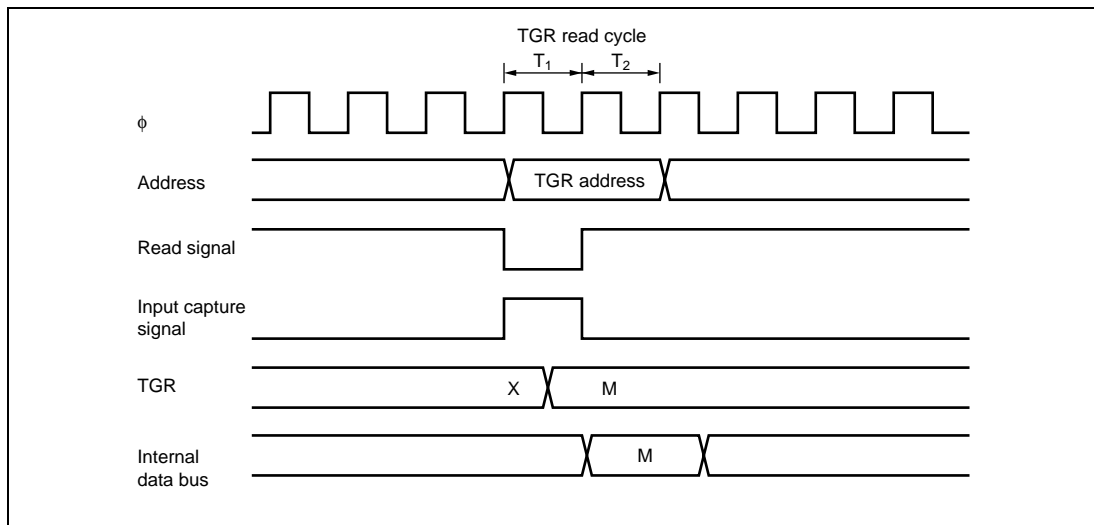 TGR read cycle
T₁ T₂
ϕ
Address
TGR address
Read signal
Input capture
signal
TGR
X M
Internal
data bus
M